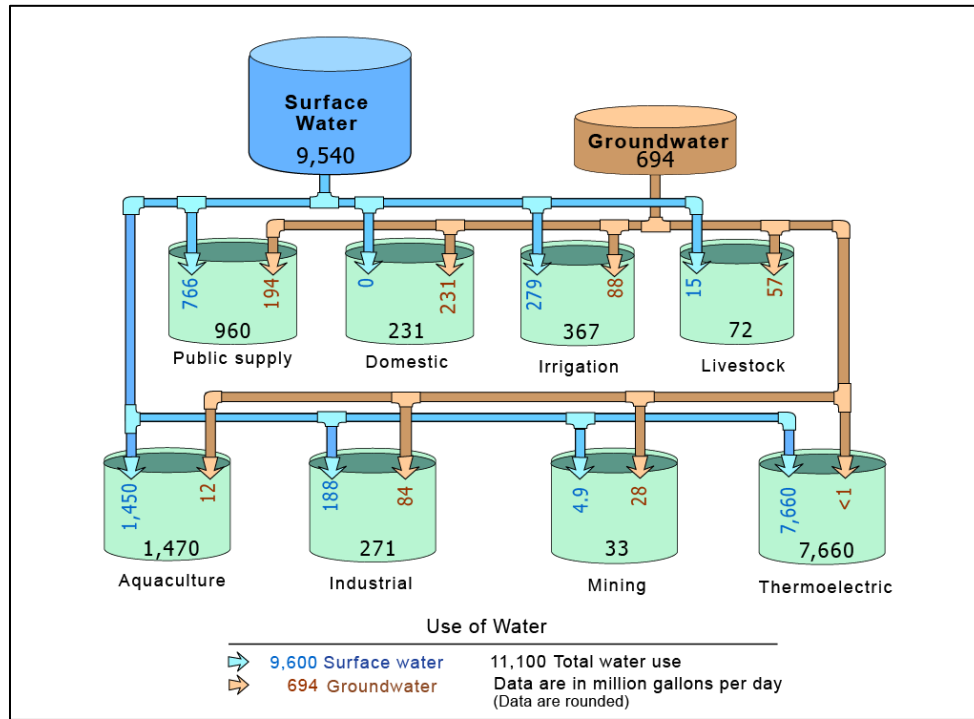 Surface
Water
9,540
Groundwater
694
766
194
960
Public supply
0
231
231
Domestic
279
88
367
Irrigation
15
57
72
Livestock
1,450
12
1,470
Aquaculture
188
84
271
Industrial
4.9
28
33
Mining
7,660
<1
7,660
Thermoelectric
Use of Water
9,600 Surface water
11,100 Total water use
694 Groundwater
Data are in million gallons per day
(Data are rounded)